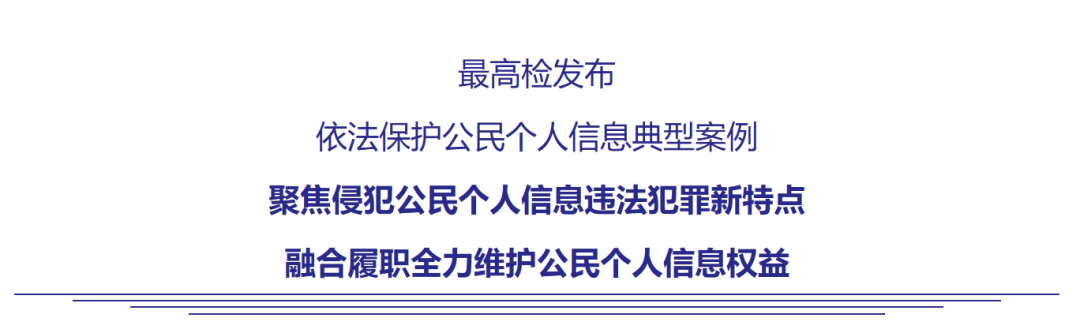 最高检发布
依法保护公民个人信息典型案例
聚焦侵犯公民个人信息违法犯罪新特点
融合履职全力维护公民个人信息权益